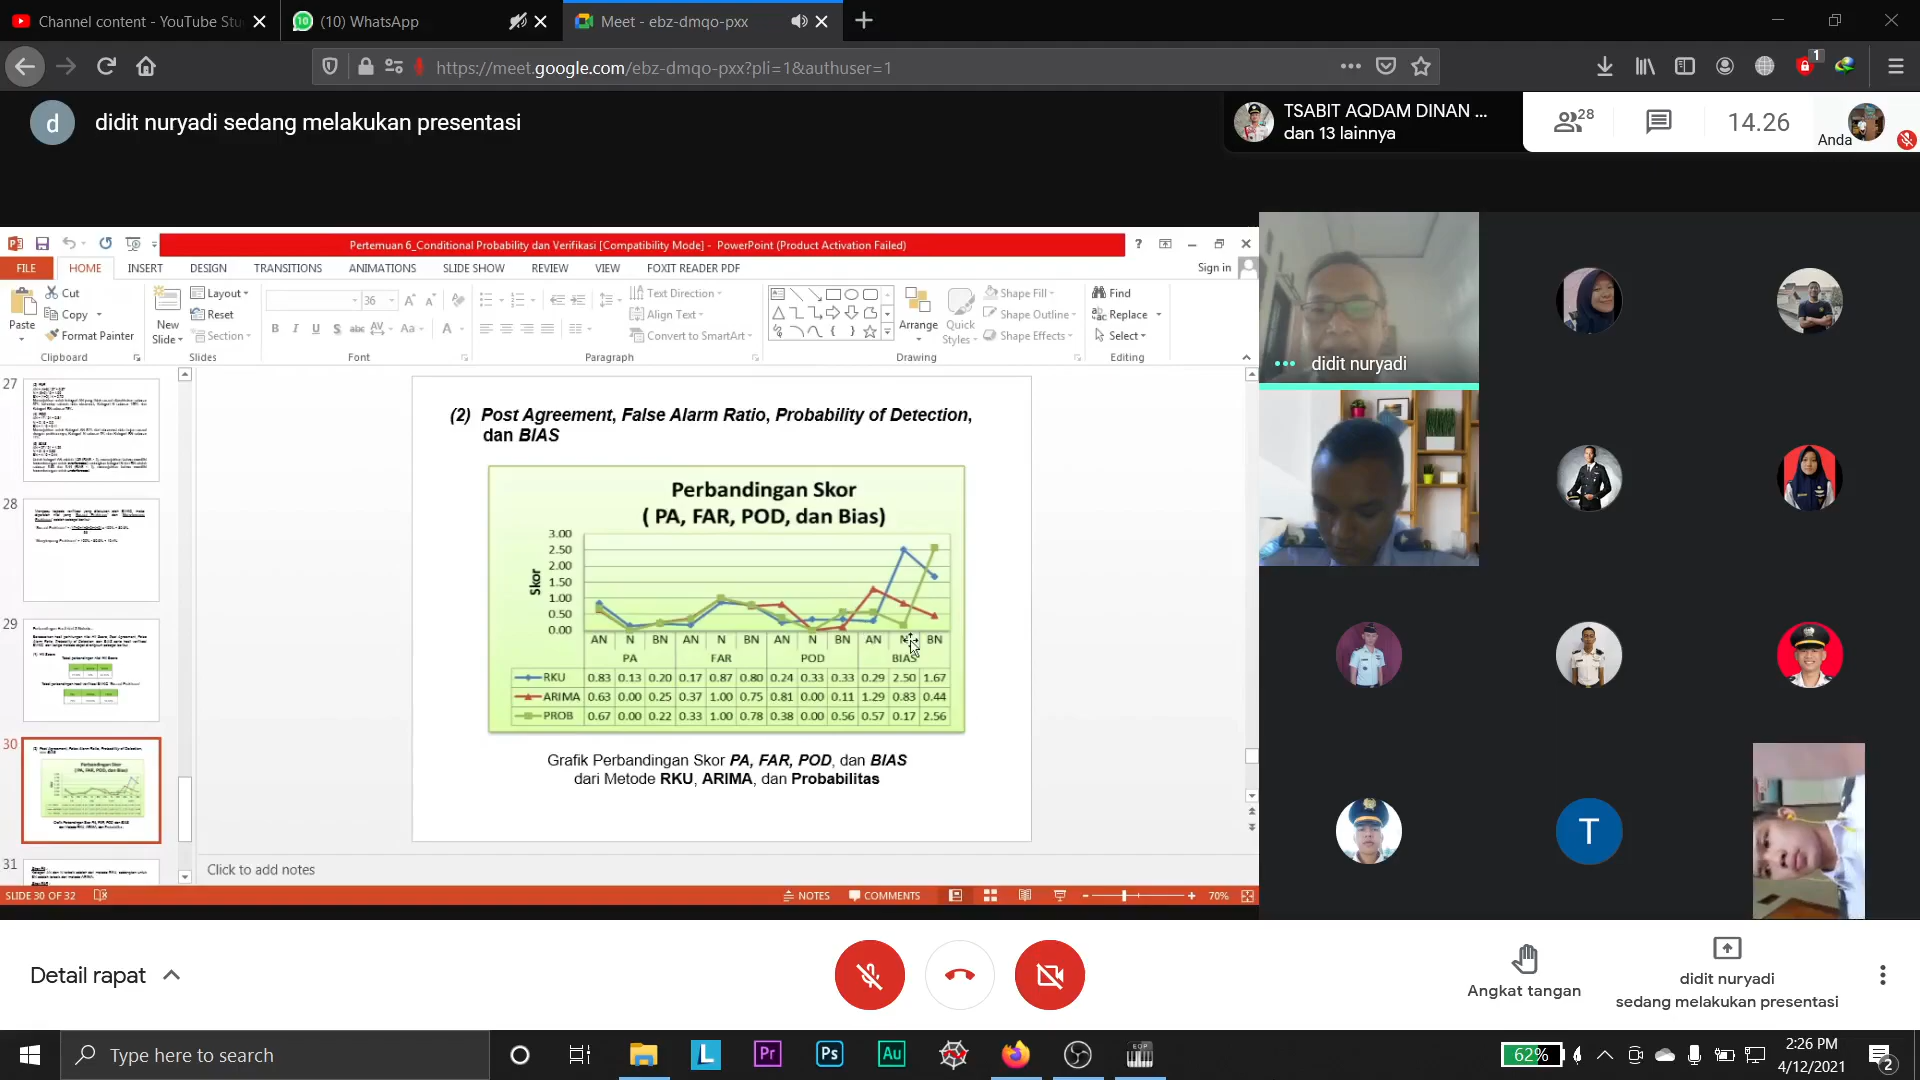 Channel content - YouTube Stu
(10) WhatsApp
Meet - ebz-dmqo-pxx
https://meet.google.com/ebz-dmqo-pxx?pli=1&authuser=1
1
d
didit nuryadi sedang melakukan presentasi
TSABIT AQDAM DINAN ...
dan 13 lainnya
28
14.26
Anda
Pertemuan 6_Conditional Probability dan Verifikasi [Compatibility Mode] - PowerPoint (Product Activation Failed)
FILE HOME INSERT DESIGN TRANSITIONS ANIMATIONS SLIDE SHOW REVIEW VIEW FOXIT READER PDF Sign in
Paste
Cut
Copy
Format Painter
Clipboard
New Slide
Layout
Reset
Section
Slides
36
Font
Text Direction
Align Text
Convert to SmartArt
Paragraph
Arrange
Quick Styles
Shape Fill
Shape Outline
Shape Effects
Drawing
Find
Replace
Select
Editing
27
28
29
30
31
(2) Post Agreement, False Alarm Ratio, Probability of Detection,
dan BIAS
Perbandingan Skor
( PA, FAR, POD, dan Bias)
Skor
3.00
2.50
2.00
1.50
1.00
0.50
0.00
AN N BN AN N BN AN N BN AN N BN
PA FAR POD BIAS
RKU 0.83 0.13 0.20 0.17 0.87 0.80 0.24 0.33 0.33 0.29 2.50 1.67
ARIMA 0.63 0.00 0.25 0.37 1.00 0.75 0.81 0.00 0.11 1.29 0.83 0.44
PROB 0.67 0.00 0.22 0.33 1.00 0.78 0.38 0.00 0.56 0.57 0.17 2.56
Grafik Perbandingan Skor PA, FAR, POD, dan BIAS
dari Metode RKU, ARIMA, dan Probabilitas
Click to add notes
SLIDE 30 OF 32
NOTES COMMENTS 70%
didit nuryadi
T
Detail rapat
Angkat tangan
didit nuryadi
sedang melakukan presentasi
Type here to search
L
Pr
Ps
Au
62%
2:26 PM
4/12/2021
2